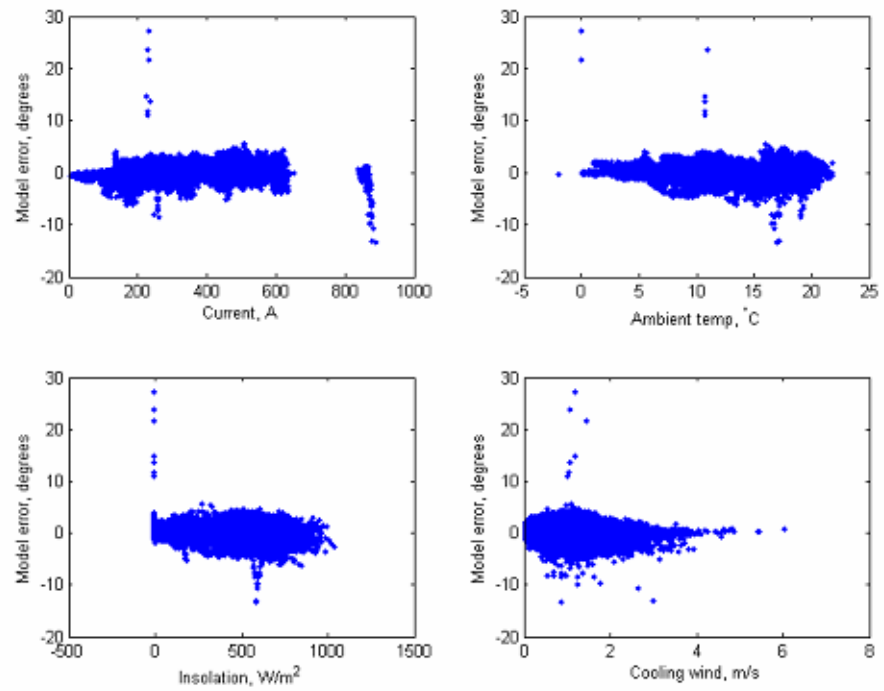 30
20
10
0
-10
-20
Model error, degrees
0 200 400 600 800 1000
Current, A
30
20
10
0
-10
-20
Model error, degrees
-5 0 5 10 15 20 25
Ambient temp, °C
30
20
10
0
-10
-20
Model error, degrees
-500 0 500 1000 1500
Insolation, W/m²
30
20
10
0
-10
-20
Model error, degrees
0 2 4 6 8
Cooling wind, m/s